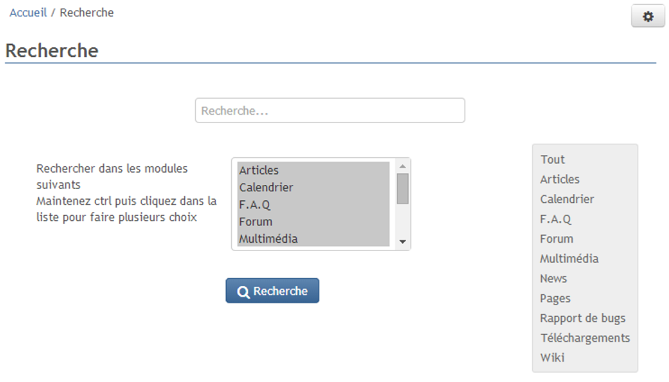 Accueil / Recherche
Recherche
Recherche...
Rechercher dans les modules
suivants
Maintenez ctrl puis cliquez dans la
liste pour faire plusieurs choix
Articles
Calendrier
F.A.Q
Forum
Multimédia
Recherche
Tout
Articles
Calendrier
F.A.Q
Forum
Multimédia
News
Pages
Rapport de bugs
Téléchargements
Wiki